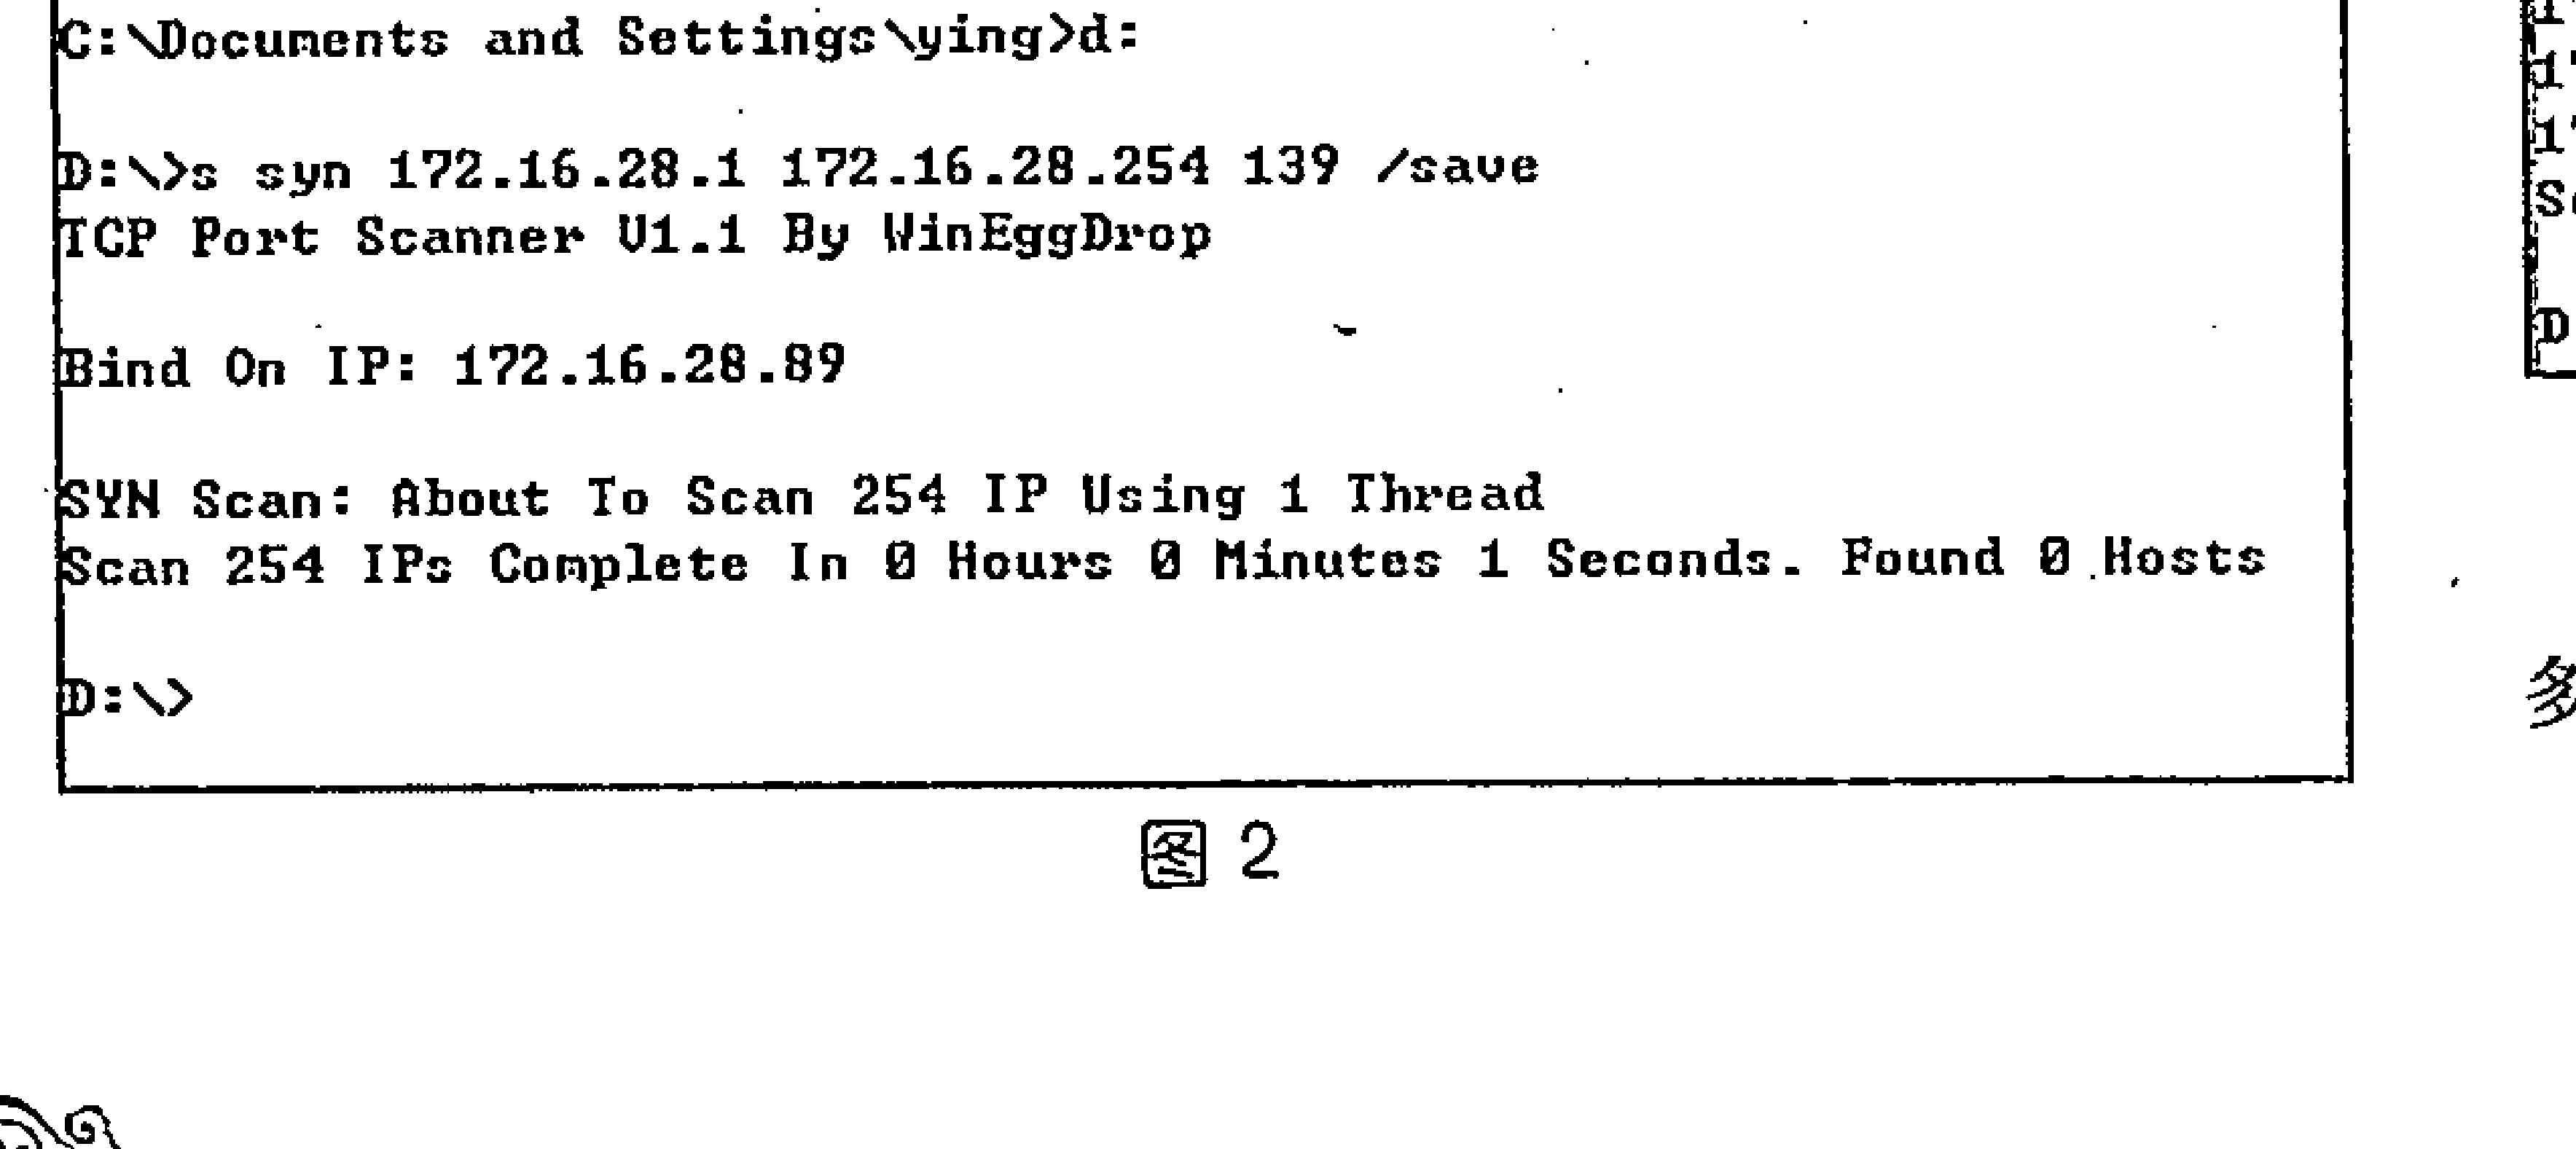 C:\Documents and Settings\ying>d:
D:\>s syn 172.16.28.1 172.16.28.254 139 /save
TCP Port Scanner V1.1 By WinEggDrop
Bind On IP: 172.16.28.89
SYN Scan: About To Scan 254 IP Using 1 Thread
Scan 254 IPs Complete In 0 Hours 0 Minutes 1 Seconds. Found 0 Hosts
D:\>
图 2
多